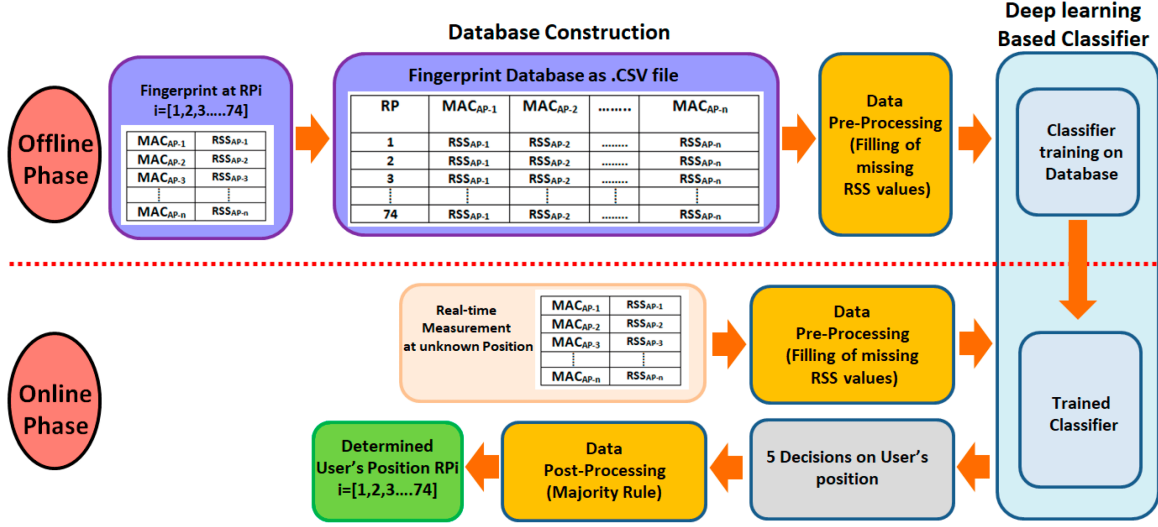 Deep learning
Based Classifier
Database Construction
Offline
Phase
Fingerprint at RPi
i=[1,2,3.....74]
MACAP-1 RSSAP-1
MACAP-2 RSSAP-2
MACAP-3 RSSAP-3
MACAP-n RSSAP-n
Fingerprint Database as .CSV file
RP MACAP-1 MACAP-2 ........ MACAP-n
1 RSSAP-1 RSSAP-2 ........ RSSAP-n
2 RSSAP-1 RSSAP-2 ........ RSSAP-n
3 RSSAP-1 RSSAP-2 ........ RSSAP-n
74 RSSAP-1 RSSAP-2 ........ RSSAP-n
Data
Pre-Processing
(Filling of
missing
RSS values)
Classifier
training on
Database
Online
Phase
Real-time
Measurement
at unknown Position
MACAP-1 RSSAP-1
MACAP-2 RSSAP-2
MACAP-3 RSSAP-3
MACAP-n RSSAP-n
Data
Pre-Processing
(Filling of missing
RSS values)
Trained
Classifier
5 Decisions on User's
position
Data
Post-Processing
(Majority Rule)
Determined
User's Position RPi
i=[1,2,3....74]